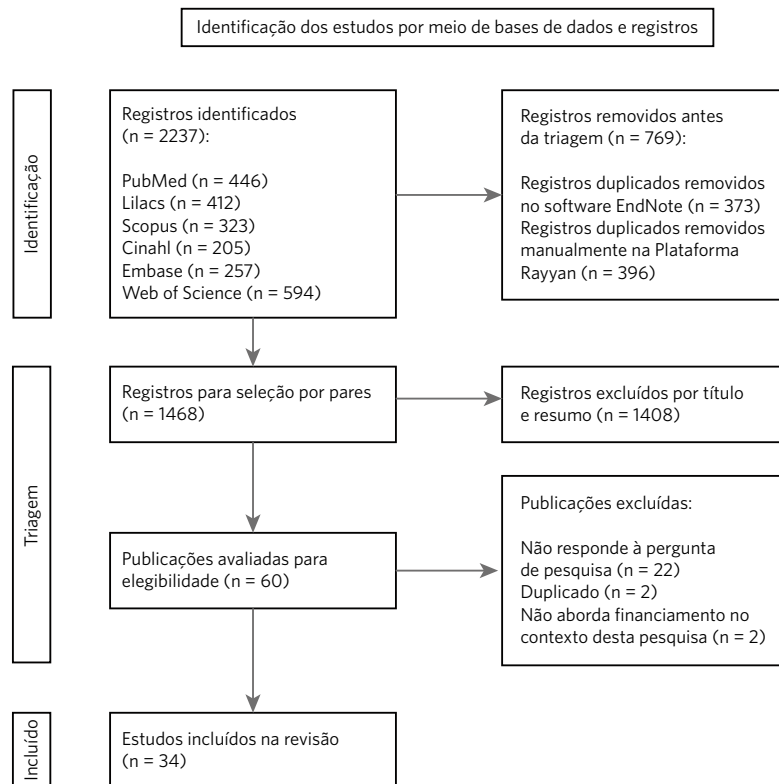 Identificação dos estudos por meio de bases de dados e registros
Identificação
Registros identificados
(n = 2237):
PubMed (n = 446)
Lilacs (n = 412)
Scopus (n = 323)
Cinahl (n = 205)
Embase (n = 257)
Web of Science (n = 594)
Registros removidos antes
da triagem (n = 769):
Registros duplicados removidos
no software EndNote (n = 373)
Registros duplicados removidos
manualmente na Plataforma
Rayyan (n = 396)
Triagem
Registros para seleção por pares
(n = 1468)
Registros excluídos por título
e resumo (n = 1408)
Publicações avaliadas para
elegibilidade (n = 60)
Publicações excluídas:
Não responde à pergunta
de pesquisa (n = 22)
Duplicado (n = 2)
Não aborda financiamento no
contexto desta pesquisa (n = 2)
Incluído
Estudos incluídos na revisão
(n = 34)